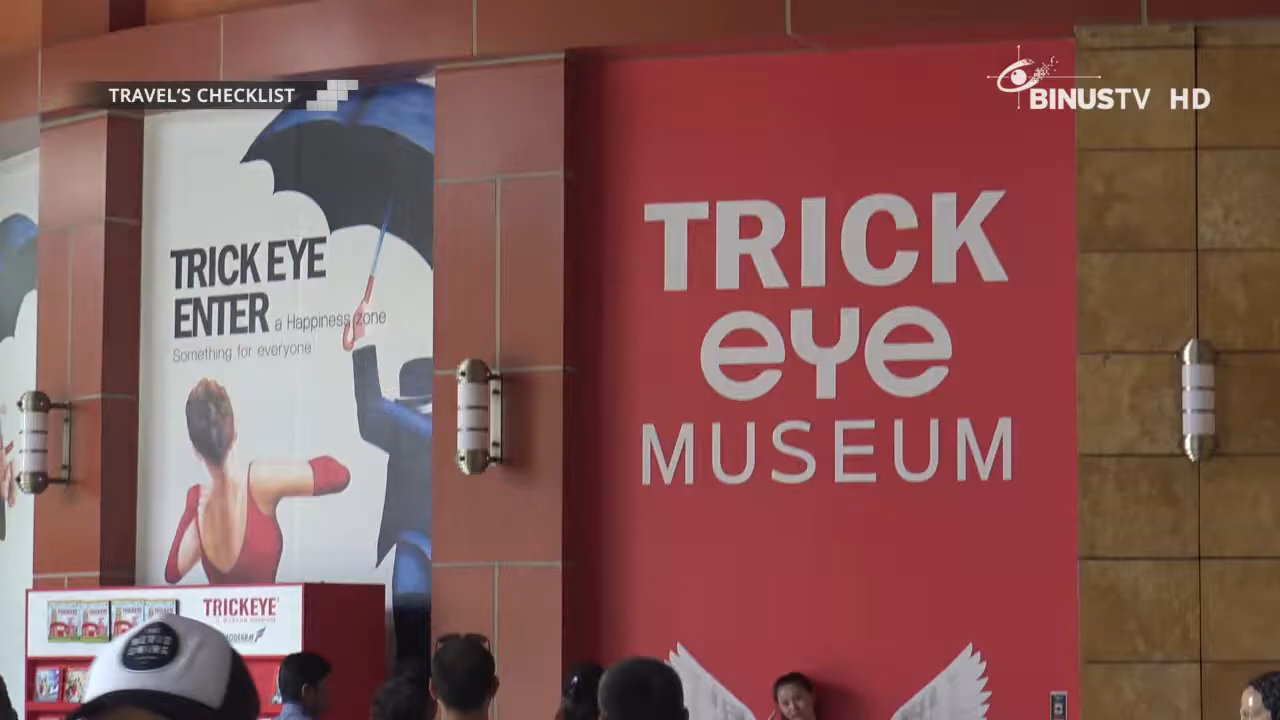 TRAVEL'S CHECKLIST
BINUSTV HD
TRICK EYE
ENTER a Happiness zone
Something for everyone
TRICK
eye
MUSEUM
TRICKEYE